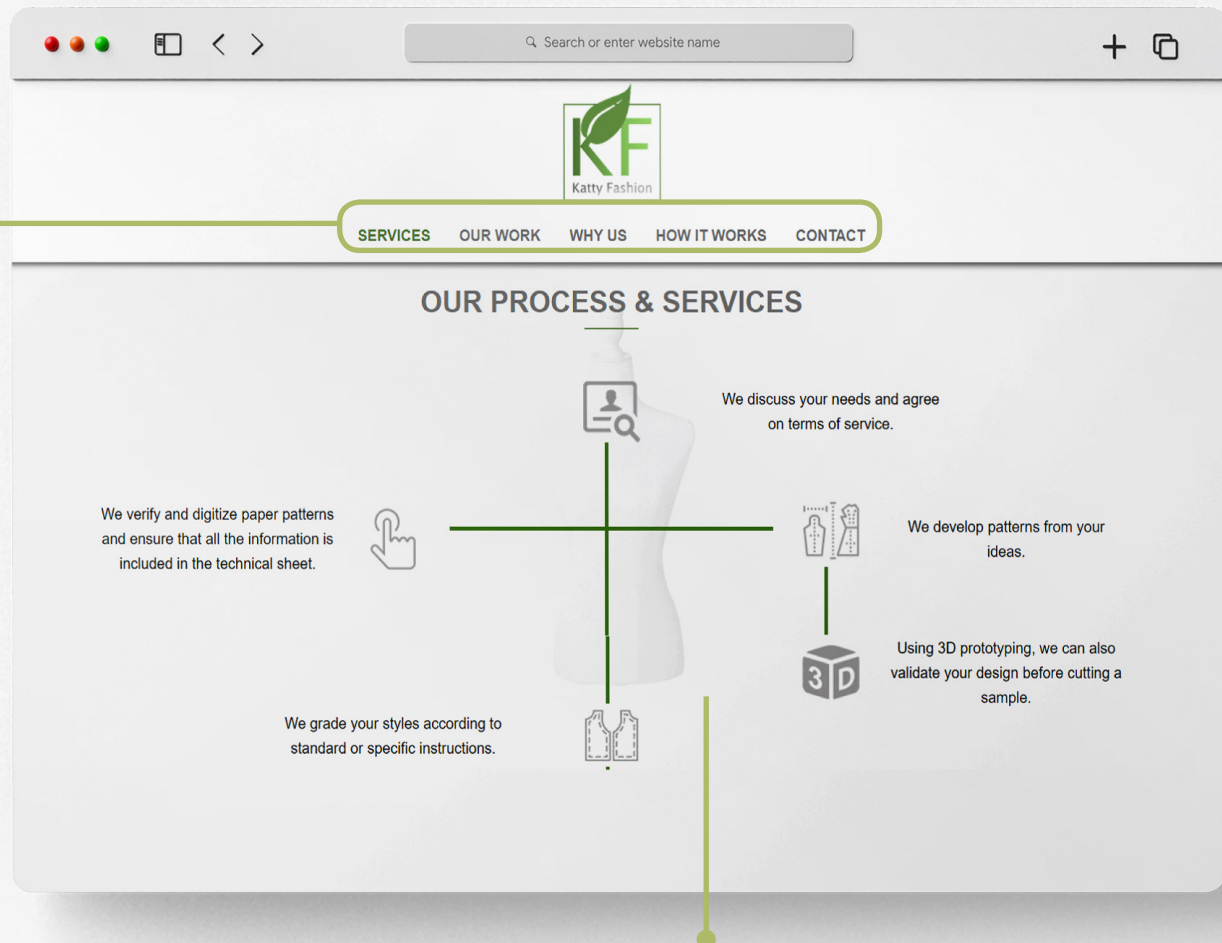 Search or enter website name
KF
Katty Fashion
SERVICES OUR WORK WHY US HOW IT WORKS CONTACT
OUR PROCESS & SERVICES
We discuss your needs and agree
on terms of service.
We verify and digitize paper patterns
and ensure that all the information is
included in the technical sheet.
We develop patterns from your
ideas.
Using 3D prototyping, we can also
validate your design before cutting a
sample.
3D
We grade your styles according to
standard or specific instructions.